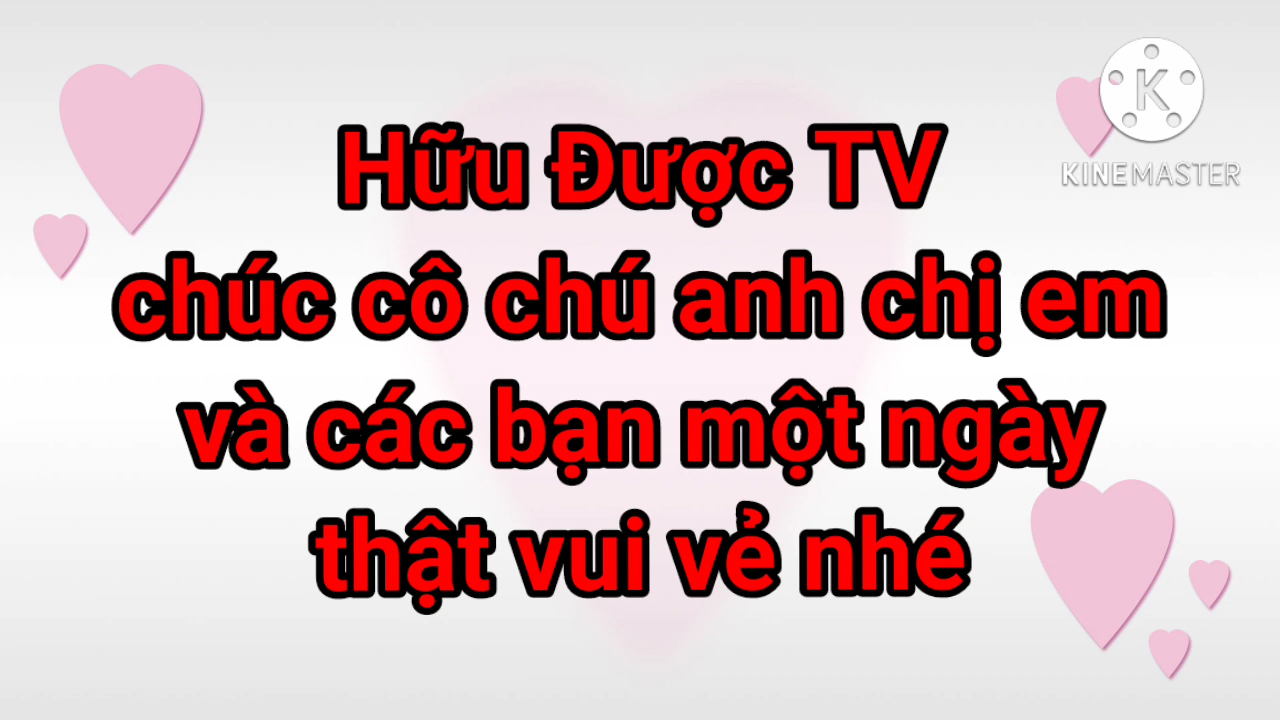 Hữu Được TV
chúc cô chú anh chị em
và các bạn một ngày
thật vui vẻ nhé
K
KINEMASTER